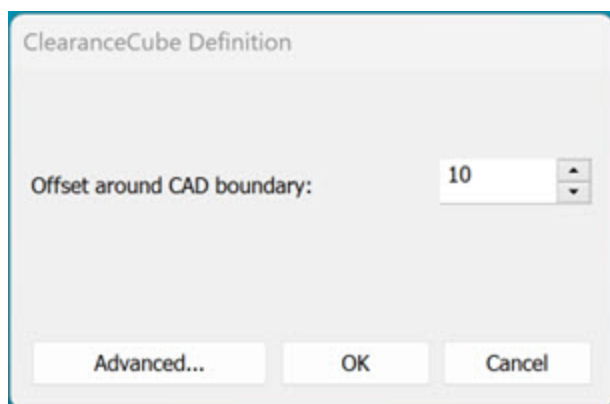 ClearanceCube Definition
Offset around CAD boundary: 10
Advanced... OK Cancel